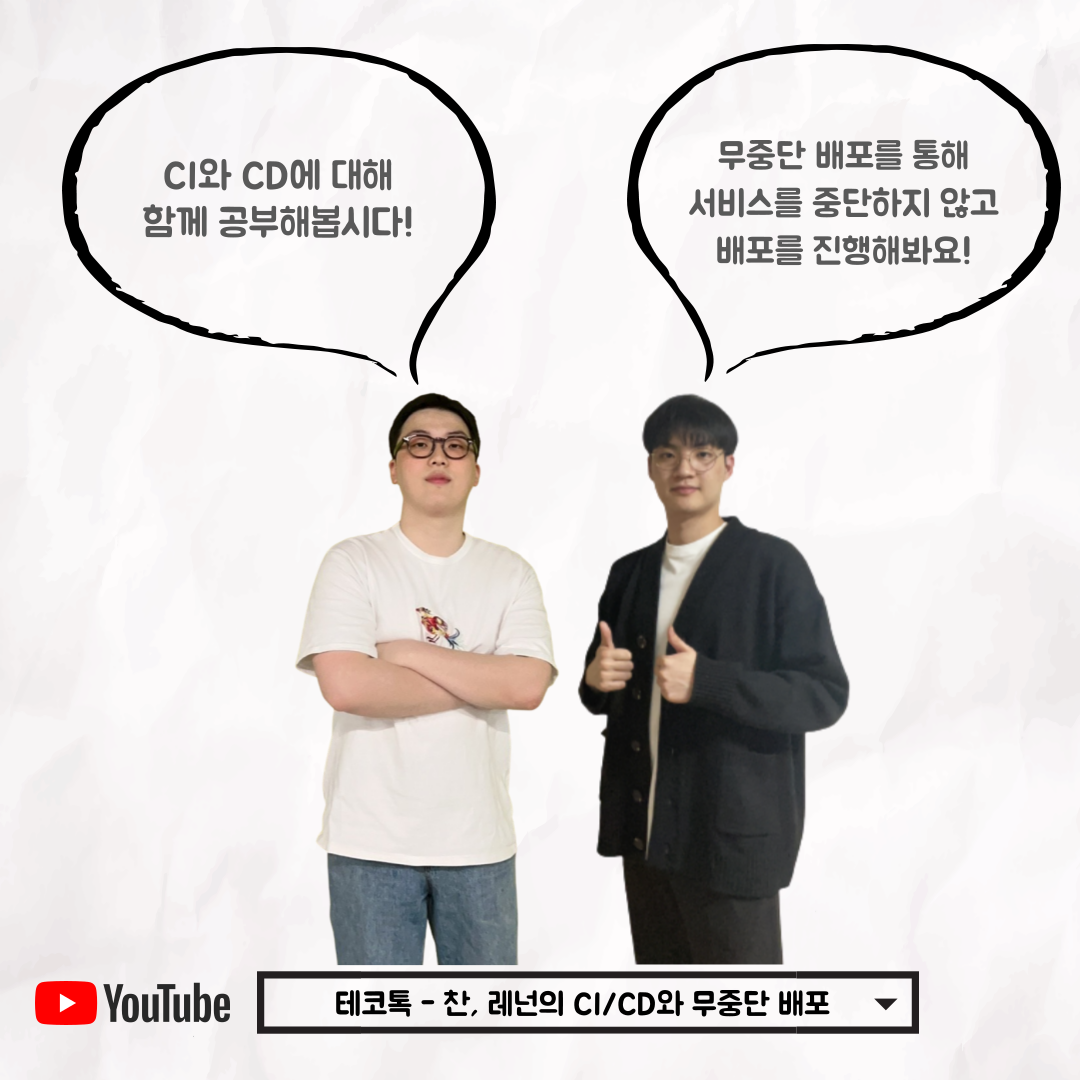 CI와 CD에 대해
함께 공부해봅시다!
무중단 배포를 통해
서비스를 중단하지 않고
배포를 진행해봐요!
YouTube
테코톡 - 찬, 레넌의 CI/CD와 무중단 배포